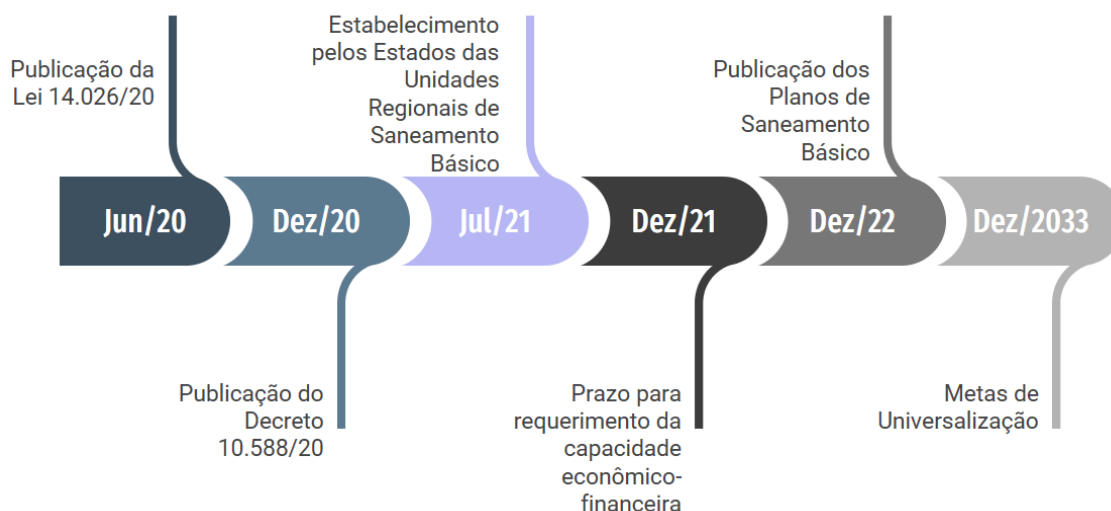 Publicação da
Lei 14.026/20
Estabelecimento
pelos Estados das
Unidades
Regionais de
Saneamento
Básico
Publicação dos
Planos de
Saneamento
Básico
Jun/20
Dez/20
Jul/21
Dez/21
Dez/22
Dez/2033
Publicação do
Decreto
10.588/20
Prazo para
requerimento da
capacidade
econômico-
financeira
Metas de
Universalização